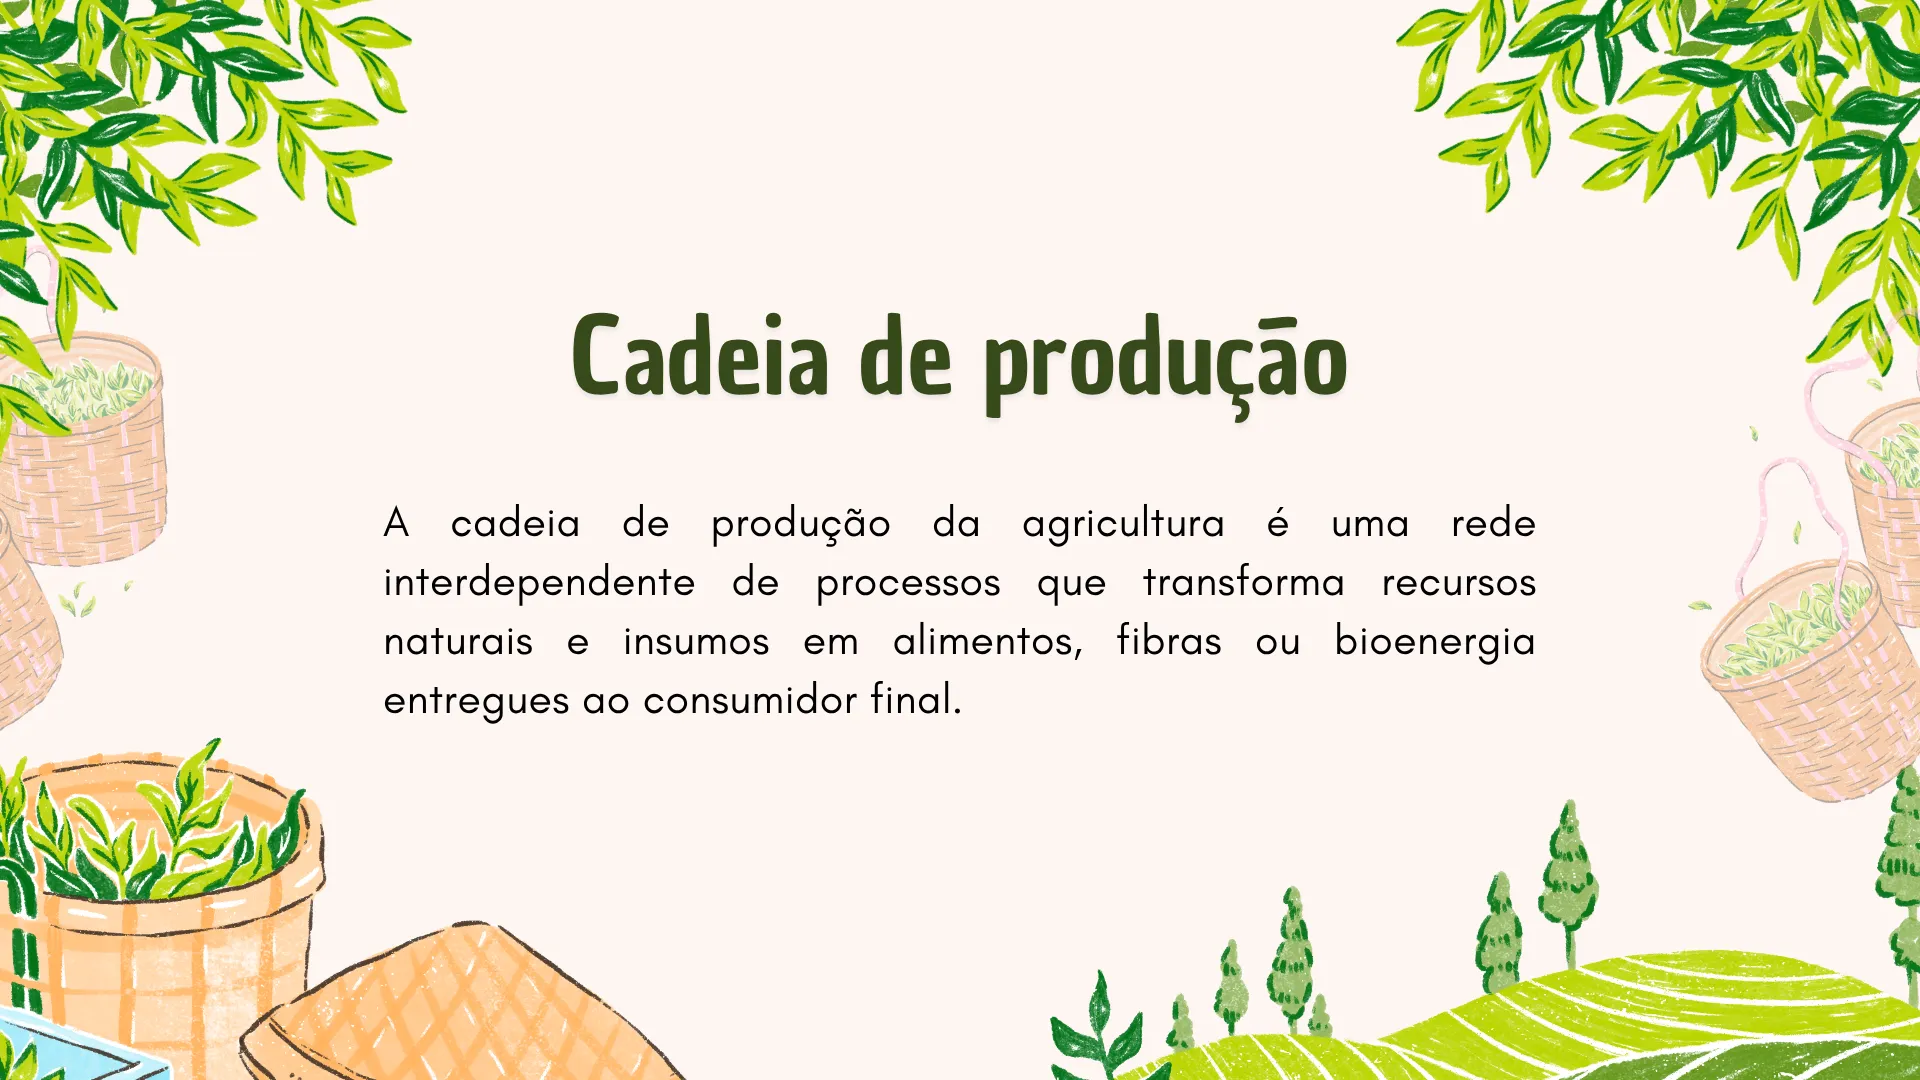 Cadeia de produção
A cadeia de produção da agricultura é uma rede
interdependente de processos que transforma recursos
naturais e insumos em alimentos, fibras ou bioenergia
entregues ao consumidor final.